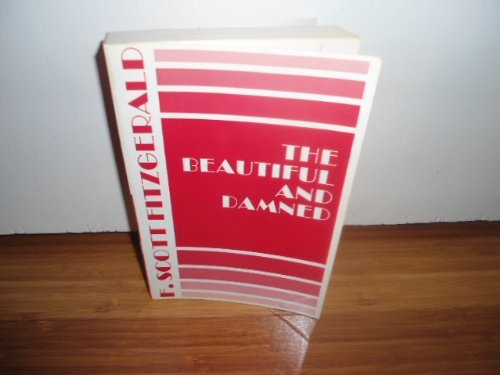 F. SCOTT FITZGERALD
THE
BEAUTIFUL
AND
DAMNED